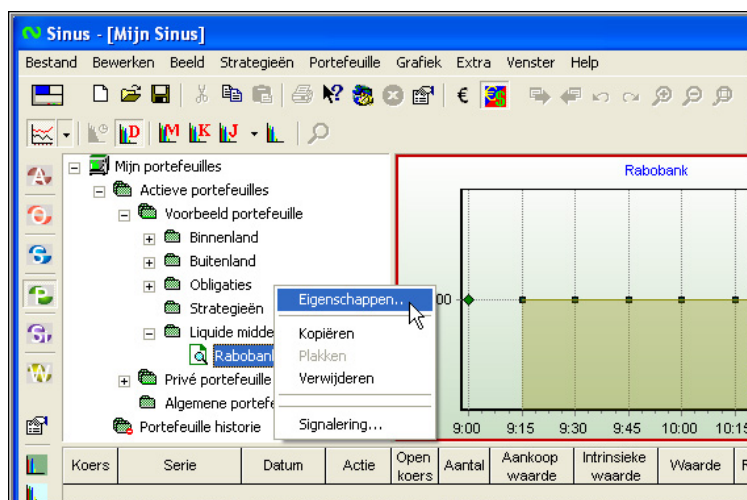 Sinus - [Mijn Sinus]
Bestand Bewerken Beeld Strategieën Portefeuille Grafiek Extra Venster Help
€
D M K J
Mijn portefeuilles
Actieve portefeuilles
Voorbeeld portefeuille
Binnenland
Buitenland
Obligaties
Strategieën
Liquide midde
Rabobank
Privé portefeuille
Algemene portefe
Portefeuille historie
Eigenschappen...
Kopiëren
Plakken
Verwijderen
Signalering...
Rabobank
00
9:00 9:15 9:30 9:45 10:00 10:15
Koers Serie Datum Actie Open koers Aantal Aankoop waarde Intrinsieke waarde Waarde